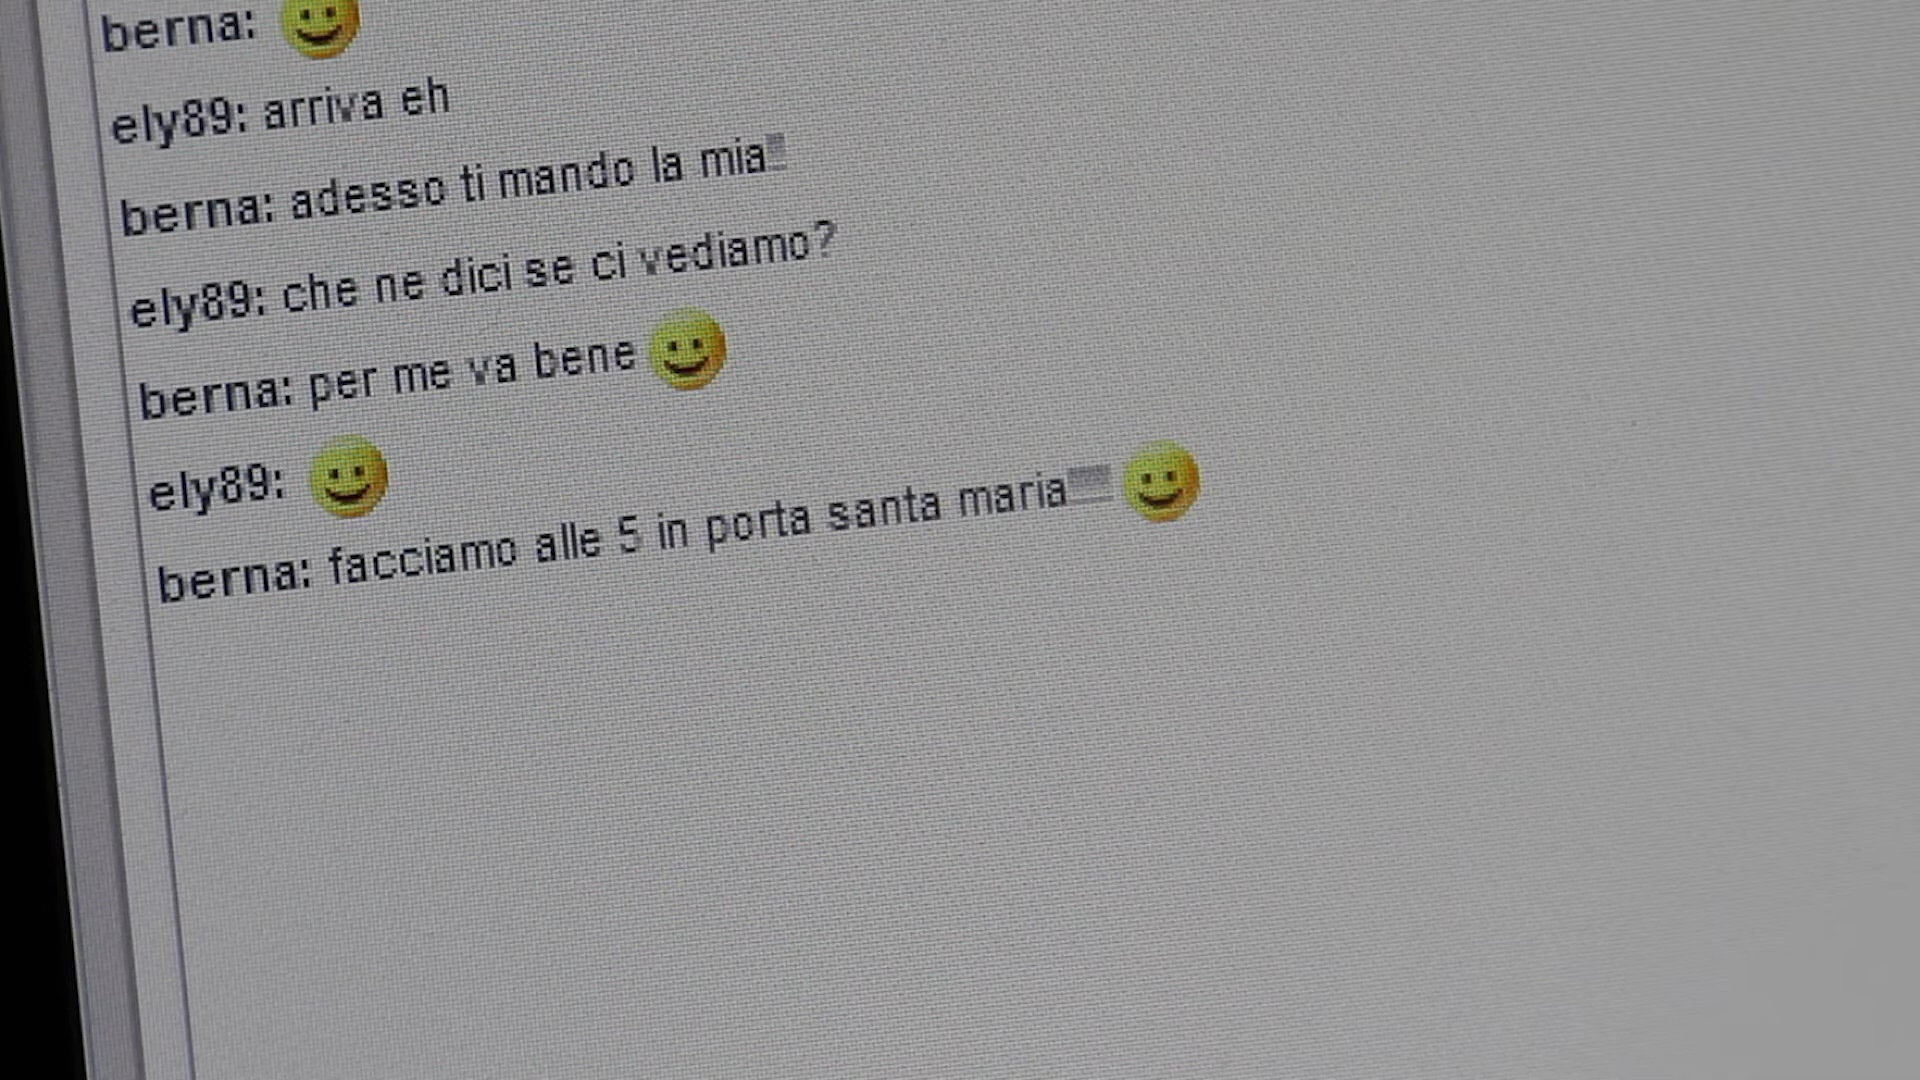 berna: 🙂
ely89: arriva eh
berna: adesso ti mando la mia
ely89: che ne dici se ci vediamo?
berna: per me va bene 🙂
ely89: 🙂
berna: facciamo alle 5 in porta santa maria 🙂